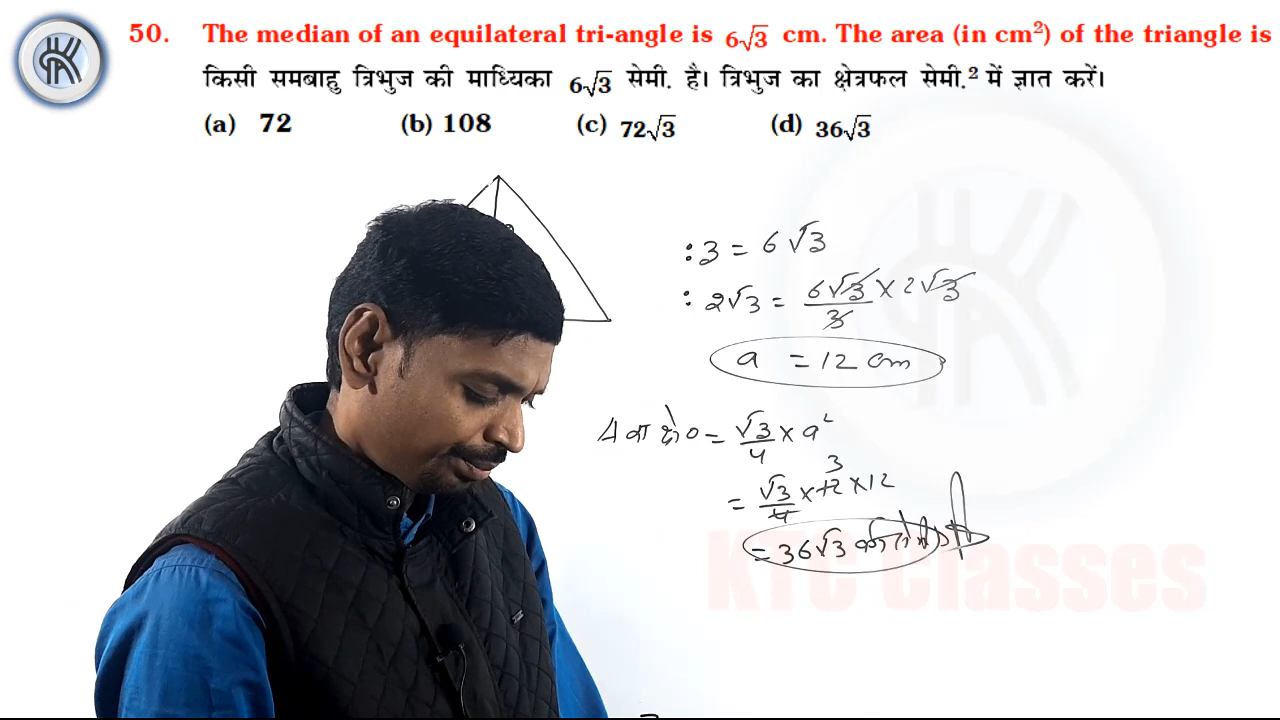 50. The median of an equilateral tri-angle is 6√3 cm. The area (in cm²) of the triangle is
किसी समबाहु त्रिभुज की माध्यिका 6√3 सेमी. है। त्रिभुज का क्षेत्रफल सेमी.² में ज्ञात करें।
(a) 72 (b) 108 (c) 72√3 (d) 36√3
: 3 = 6√3
: 2√3 = 6√3/3 × 2√3
a = 12 cm
= √3/4 × a²
3
= √3/4 × 12 × 12
= 36√3
KTC Classes